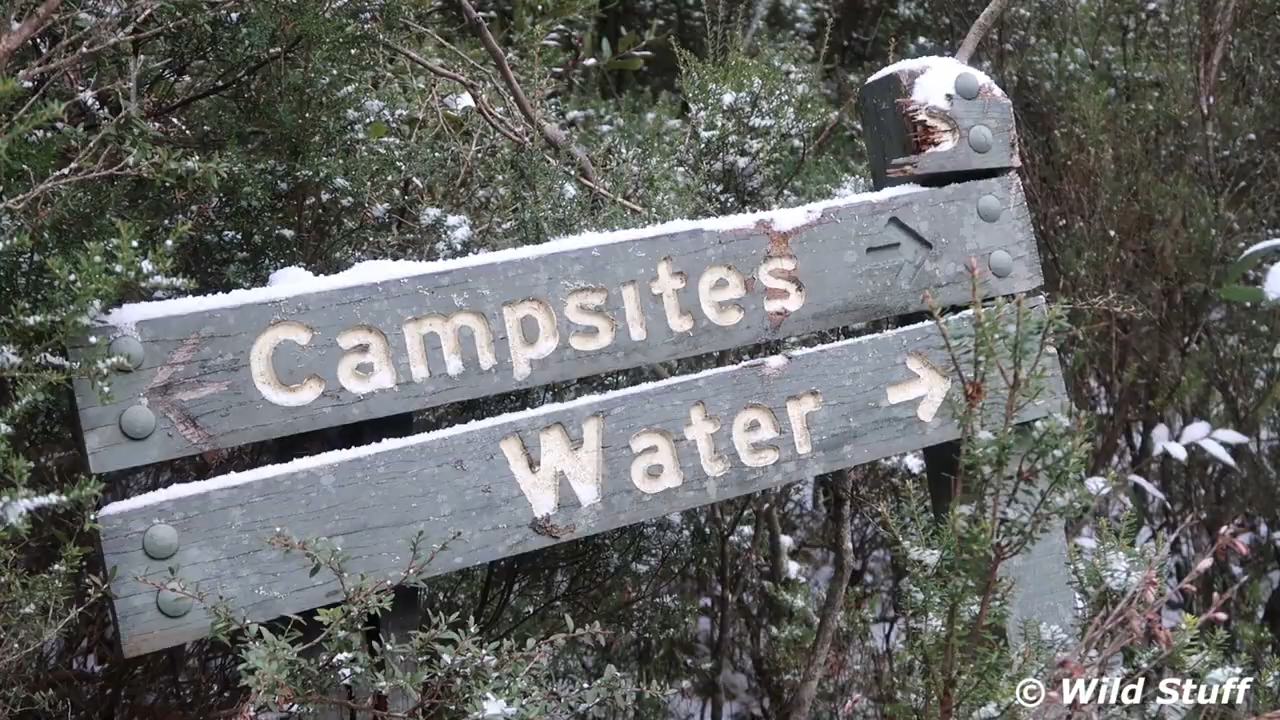 ← Campsites →
Water →
© Wild Stuff